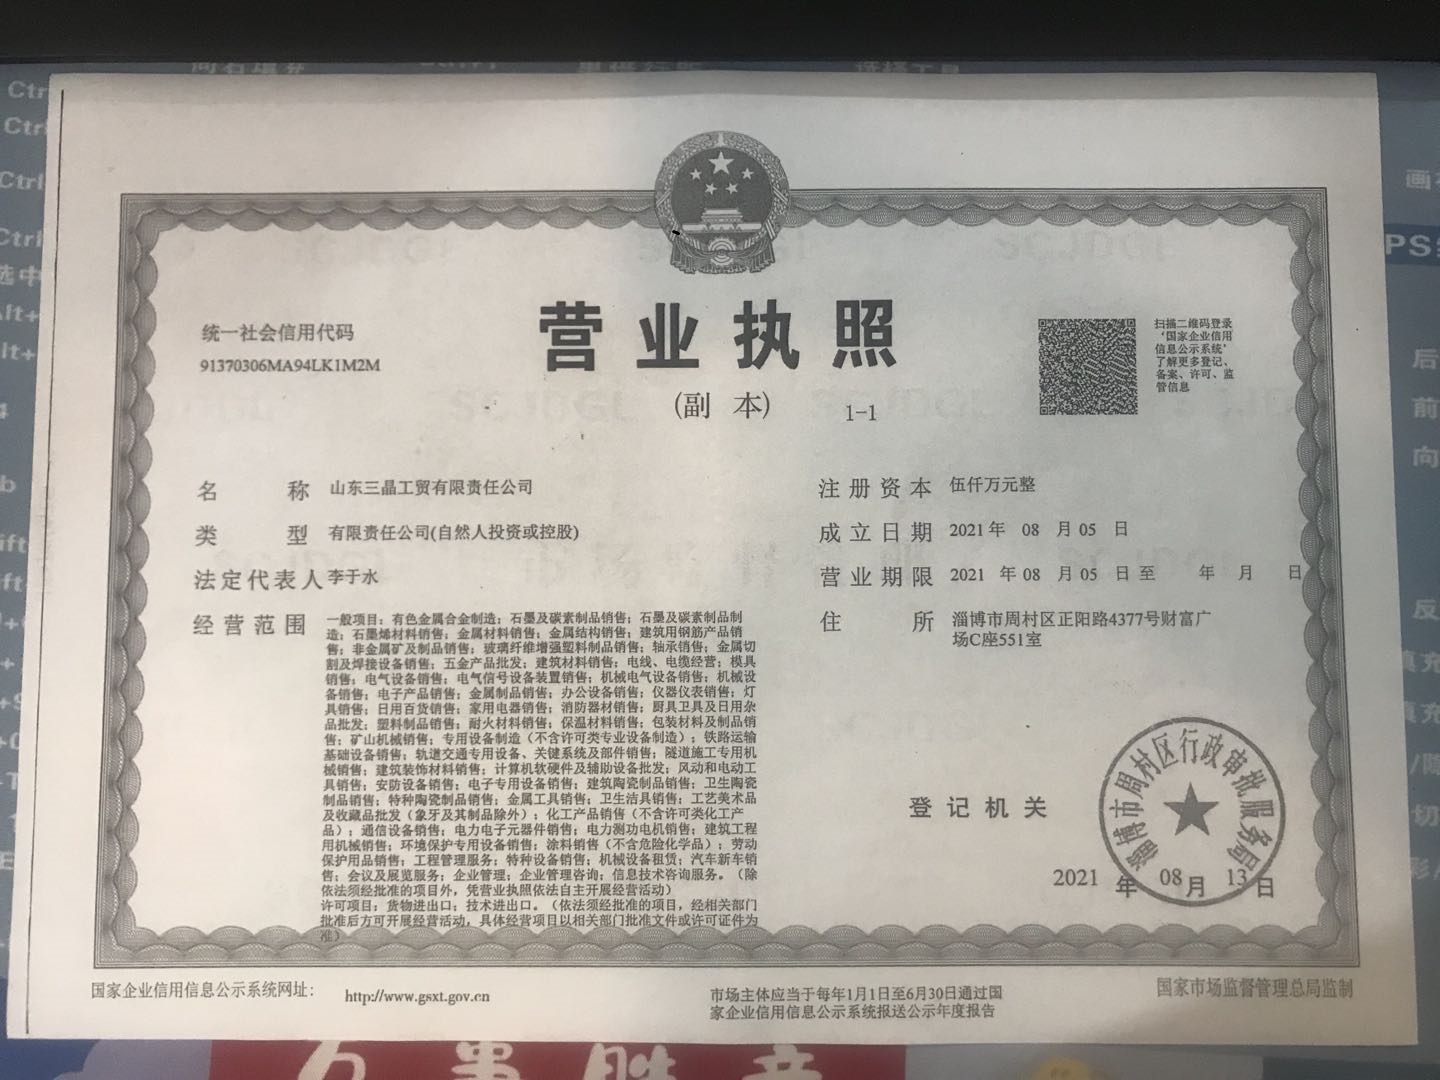 营业执照
(副 本)
1-1
统一社会信用代码
91370306MA94LK1M2M
扫描二维码登录
‘国家企业信用
信息公示系统’
了解更多登记、
备案、许可、监
管信息
名 称 山东三晶工贸有限责任公司
类 型 有限责任公司(自然人投资或控股)
法定代表人 李于水
经营范围 一般项目：有色金属合金制造；石墨及碳素制品销售；石墨及碳素制品制
造；石墨烯材料销售；金属材料销售；金属结构销售；建筑用钢筋产品销
售；非金属矿及制品销售；玻璃纤维增强塑料制品销售；轴承销售；金属切
割及焊接设备销售；五金产品批发；建筑材料销售；电线、电缆经营；模具
销售；电气设备销售；电气信号设备装置销售；机械电气设备销售；机械设
备销售；电子产品销售；金属制品销售；办公设备销售；仪器仪表销售；灯
具销售；日用百货销售；家用电器销售；消防器材销售；厨具卫具及日用杂
品批发；塑料制品销售；耐火材料销售；保温材料销售；包装材料及制品销
售；矿山机械销售；专用设备制造（不含许可类专业设备制造）；铁路运输
基础设备销售；轨道交通专用设备、关键系统及部件销售；隧道施工专用机
械销售；建筑装饰材料销售；计算机软硬件及辅助设备批发；风动和电动工
具销售；安防设备销售；电子专用设备销售；建筑陶瓷制品销售；卫生陶瓷
制品销售；特种陶瓷制品销售；金属工具销售；卫生洁具销售；工艺美术品
及收藏品批发（象牙及其制品除外）；化工产品销售（不含许可类化工产
品）；通信设备销售；电力电子元器件销售；电力测功电机销售；建筑工程
用机械销售；环境保护专用设备销售；涂料销售（不含危险化学品）；劳动
保护用品销售；工程管理服务；特种设备销售；机械设备租赁；汽车新车销
售；会议及展览服务；企业管理；企业管理咨询；信息技术咨询服务。（除
依法须经批准的项目外，凭营业执照依法自主开展经营活动）
许可项目：货物进出口；技术进出口。（依法须经批准的项目，经相关部门
批准后方可开展经营活动，具体经营项目以相关部门批准文件或许可证件为
准）
注册资本 伍仟万元整
成立日期 2021 年 08 月 05 日
营业期限 2021 年 08 月 05 日 至 年 月 日
住 所 淄博市周村区正阳路4377号财富广
场C座551室
登记机关
淄博市周村区行政审批服务局
2021 年 08 月 13 日
国家企业信用信息公示系统网址：
http://www.gsxt.gov.cn
市场主体应当于每年1月1日至6月30日通过国
家企业信用信息公示系统报送公示年度报告
国家市场监督管理总局监制